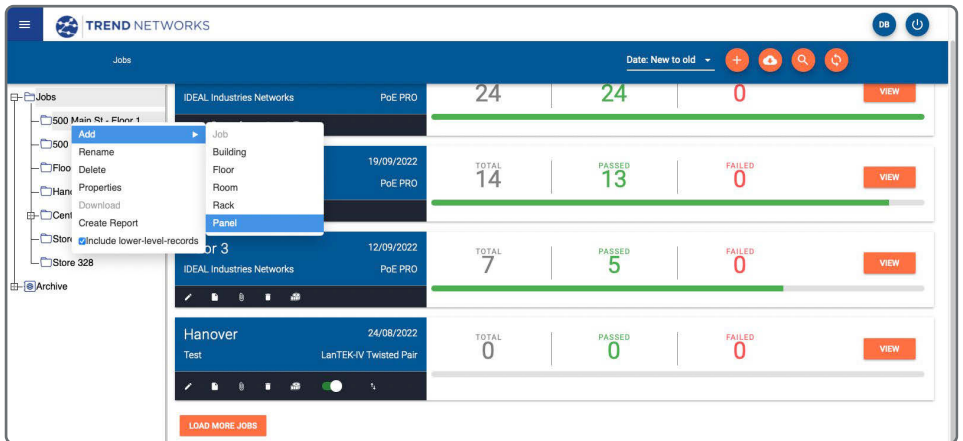 TREND NETWORKS
DB
Jobs
Date: New to old
Jobs
500 Main St - Floor 1
500
Floo
Hano
Cent
Store
Store 328
Archive
Add
Rename
Delete
Properties
Download
Create Report
Include lower-level-records
Job
Building
Floor
Room
Rack
Panel
IDEAL Industries Networks
PoE PRO
24
24
0
VIEW
19/09/2022
PoE PRO
TOTAL
14
PASSED
13
FAILED
0
VIEW
or 3
12/09/2022
IDEAL Industries Networks
PoE PRO
TOTAL
7
PASSED
5
FAILED
0
VIEW
Hanover
24/08/2022
Test
LanTEK-IV Twisted Pair
TOTAL
0
PASSED
0
FAILED
0
VIEW
LOAD MORE JOBS